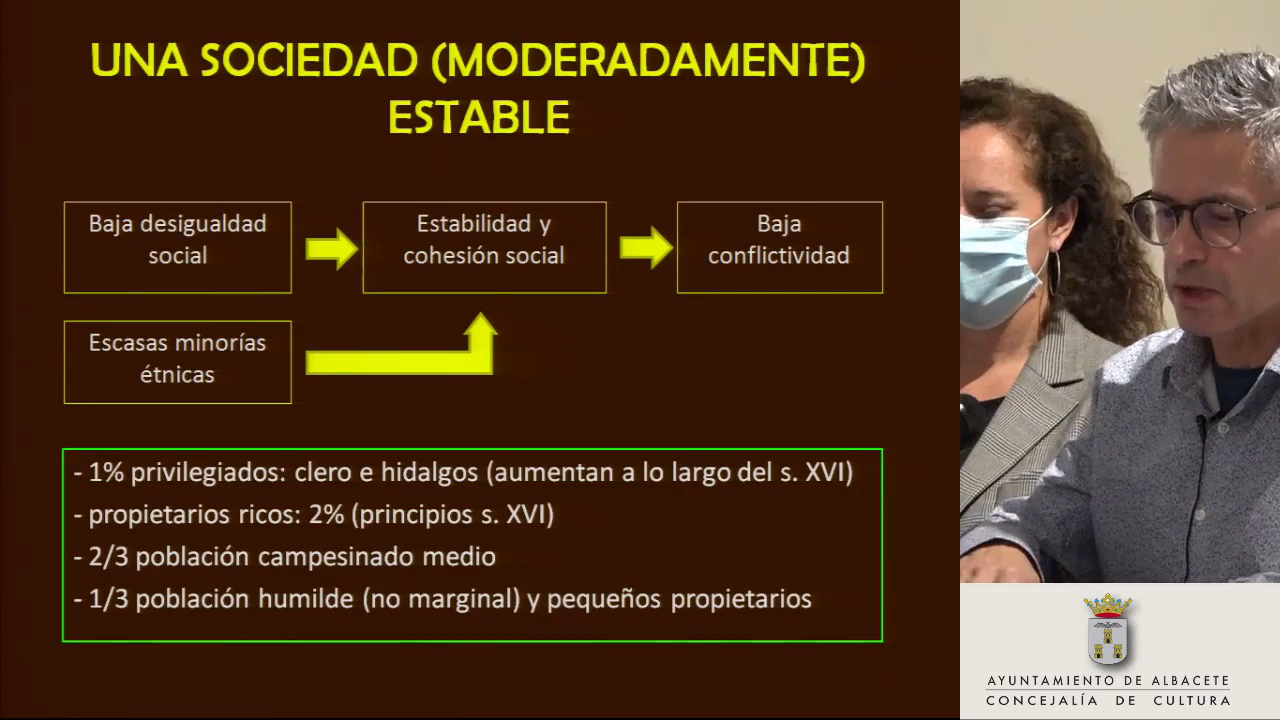 UNA SOCIEDAD (MODERADAMENTE)
ESTABLE
Baja desigualdad
social
Estabilidad y
cohesión social
Baja
conflictividad
Escasas minorías
étnicas
- 1% privilegiados: clero e hidalgos (aumentan a lo largo del s. XVI)
- propietarios ricos: 2% (principios s. XVI)
- 2/3 población campesinado medio
- 1/3 población humilde (no marginal) y pequeños propietarios
AYUNTAMIENTO DE ALBACETE
CONCEJALÍA DE CULTURA